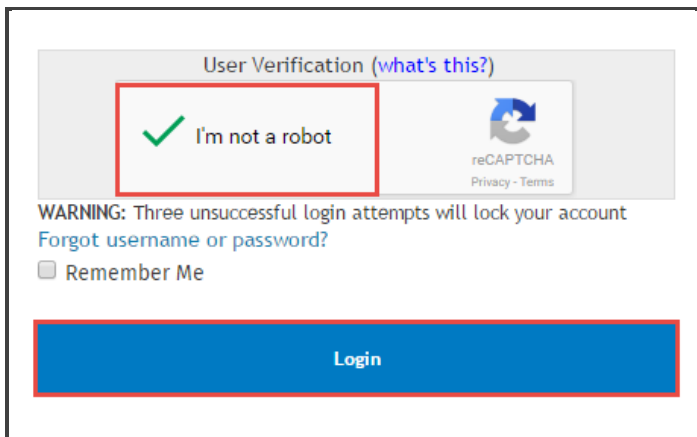 User Verification (what's this?)
I'm not a robot
reCAPTCHA
Privacy - Terms
WARNING: Three unsuccessful login attempts will lock your account
Forgot username or password?
Remember Me
Login